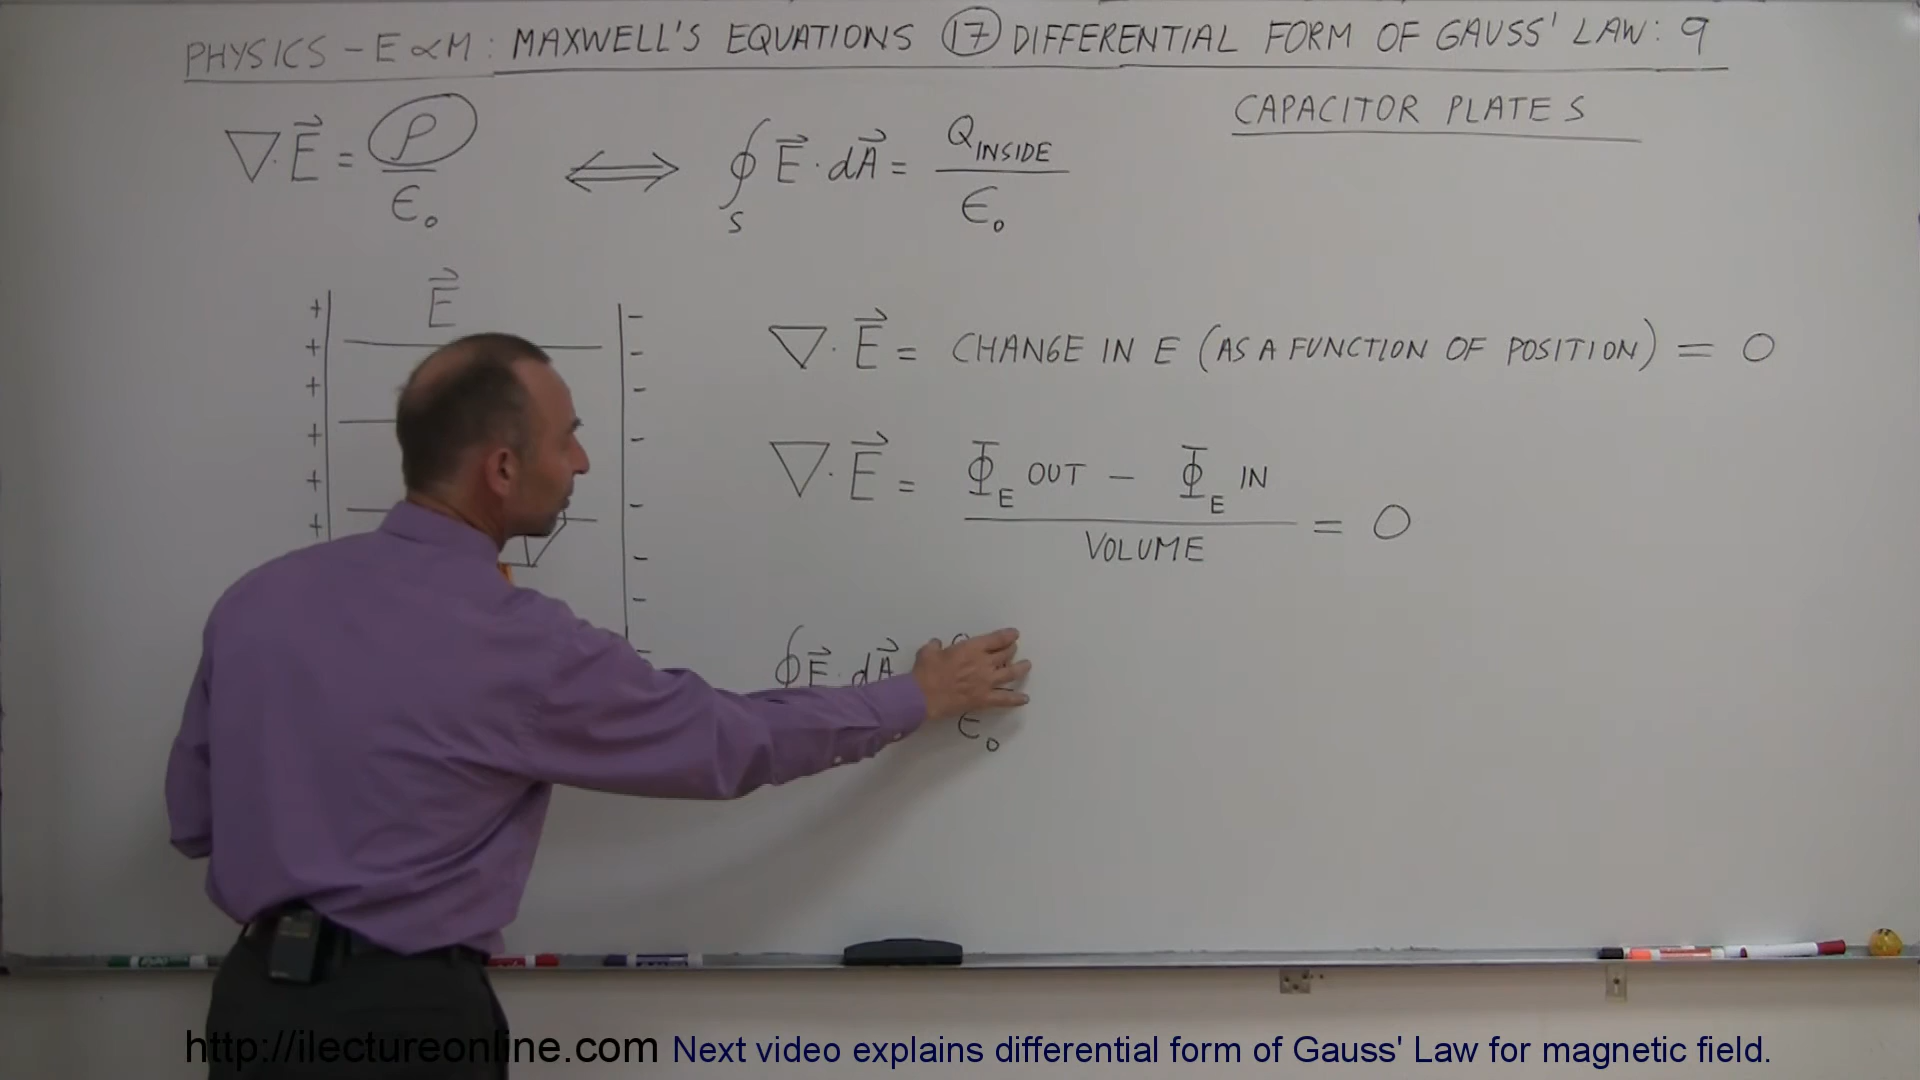 PHYSICS - E & M: MAXWELL'S EQUATIONS ⑰ DIFFERENTIAL FORM OF GAUSS' LAW: 9
CAPACITOR PLATES
∇·E⃗ = ρ/ϵ₀ ⟺ ∮_S E⃗·dA⃗ = Q_INSIDE/ϵ₀
E⃗
+ + + + + +
- - - - - - - -
∇·E⃗ = CHANGE IN E (AS A FUNCTION OF POSITION) = 0
∇·E⃗ = (Φ_E OUT - Φ_E IN)/VOLUME = 0
∮E⃗·dA⃗
ϵ₀
http://ilectureonline.com Next video explains differential form of Gauss' Law for magnetic field.